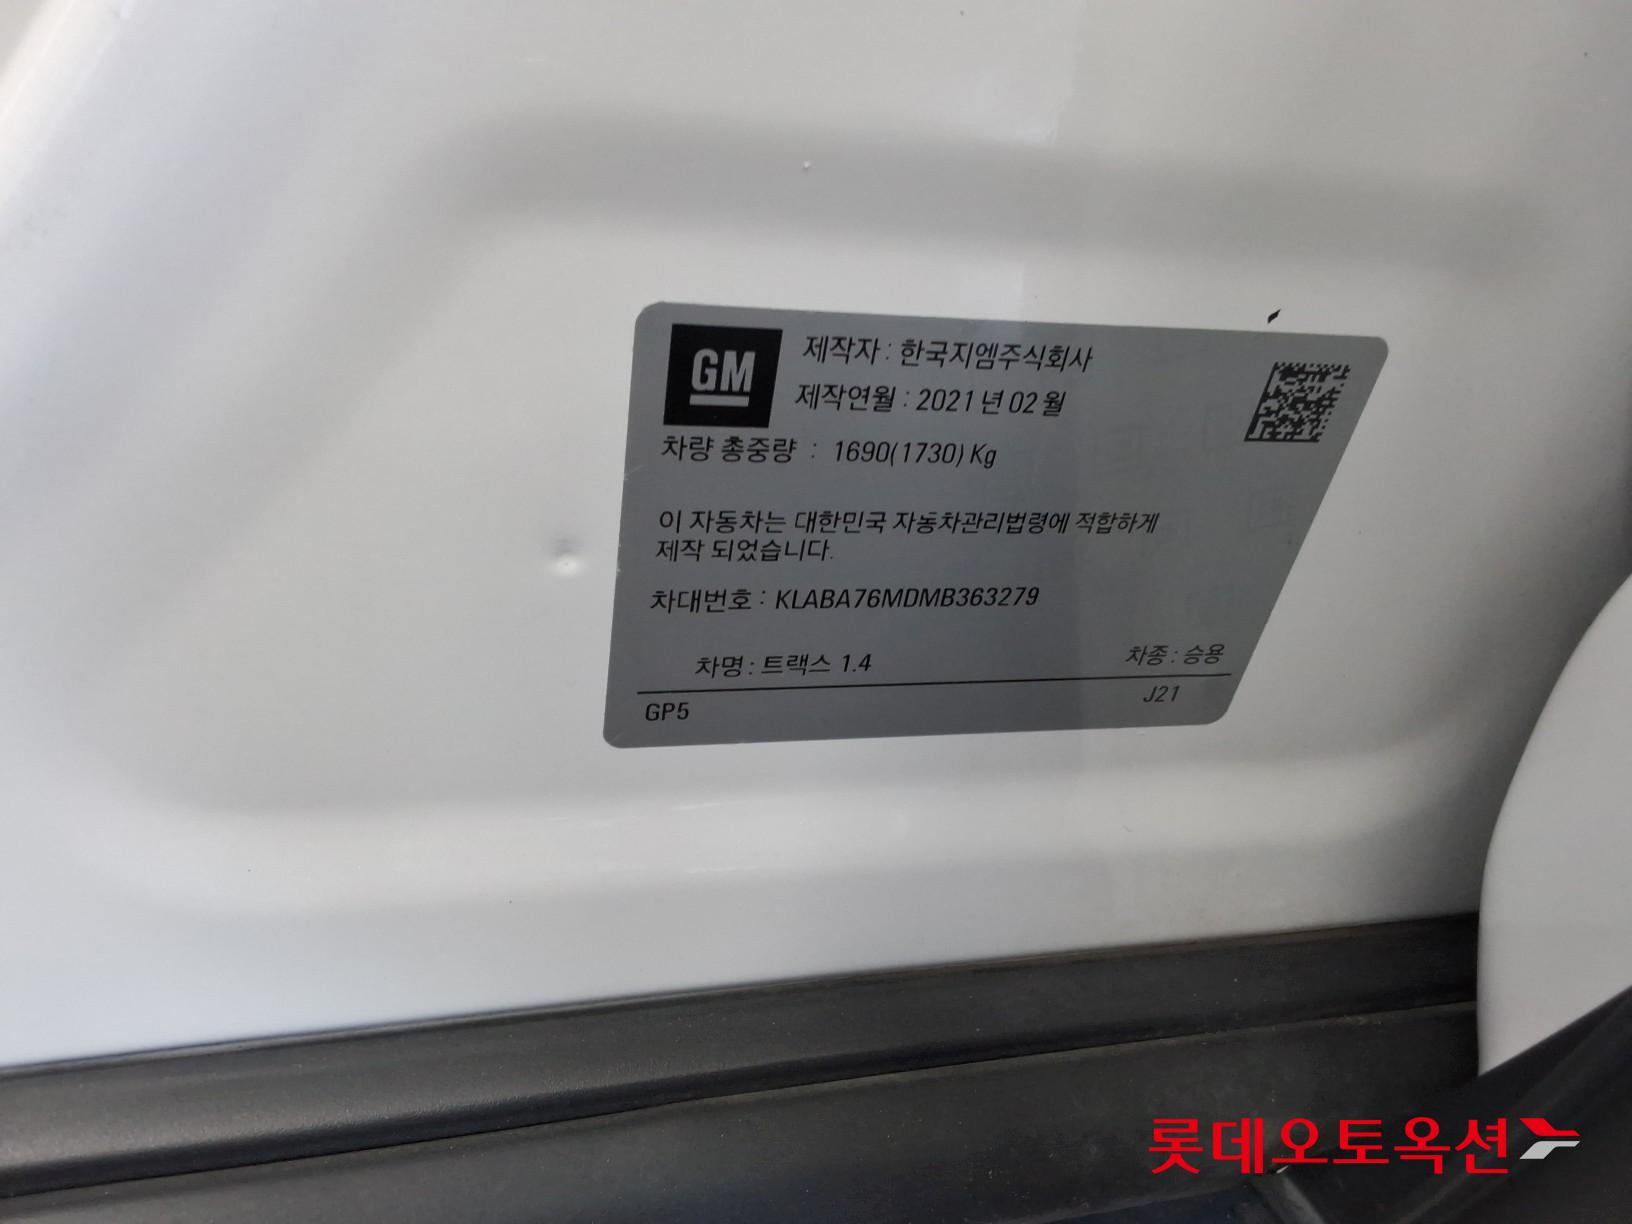 GM
제작자 : 한국지엠주식회사
제작연월 : 2021 년 02 월
차량 총중량 : 1690(1730) Kg
이 자동차는 대한민국 자동차관리법령에 적합하게
제작 되었습니다.
차대번호 : KLABA76MDMB363279
차명 : 트랙스 1.4
차종 : 승용
GP5
J21
롯데오토옥션